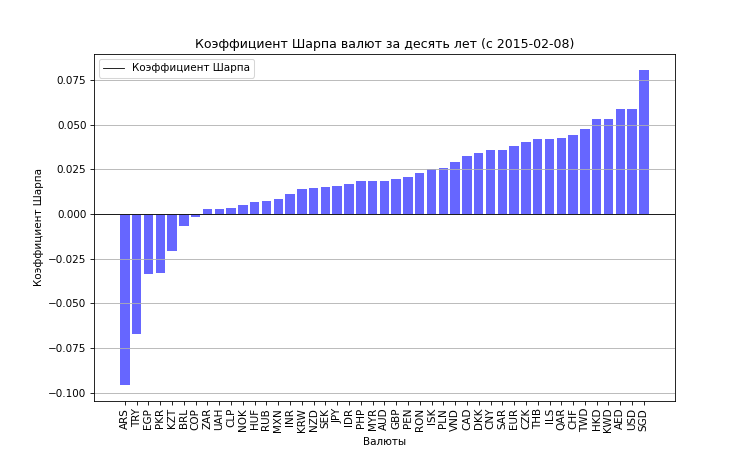 Коэффициент Шарпа валют за десять лет (с 2015-02-08)
Коэффициент Шарпа
0.075
0.050
0.025
0.000
−0.025
−0.050
−0.075
−0.100
Коэффициент Шарпа
ARS
TRY
EGP
PKR
KZT
BRL
COP
ZAR
UAH
CLP
NOK
HUF
RUB
MXN
INR
KRW
NZD
SEK
JPY
IDR
PHP
MYR
AUD
GBP
PEN
RON
ISK
PLN
VND
CAD
DKK
CNY
SAR
EUR
CZK
THB
ILS
QAR
CHF
TWD
HKD
KWD
AED
USD
SGD
Валюты